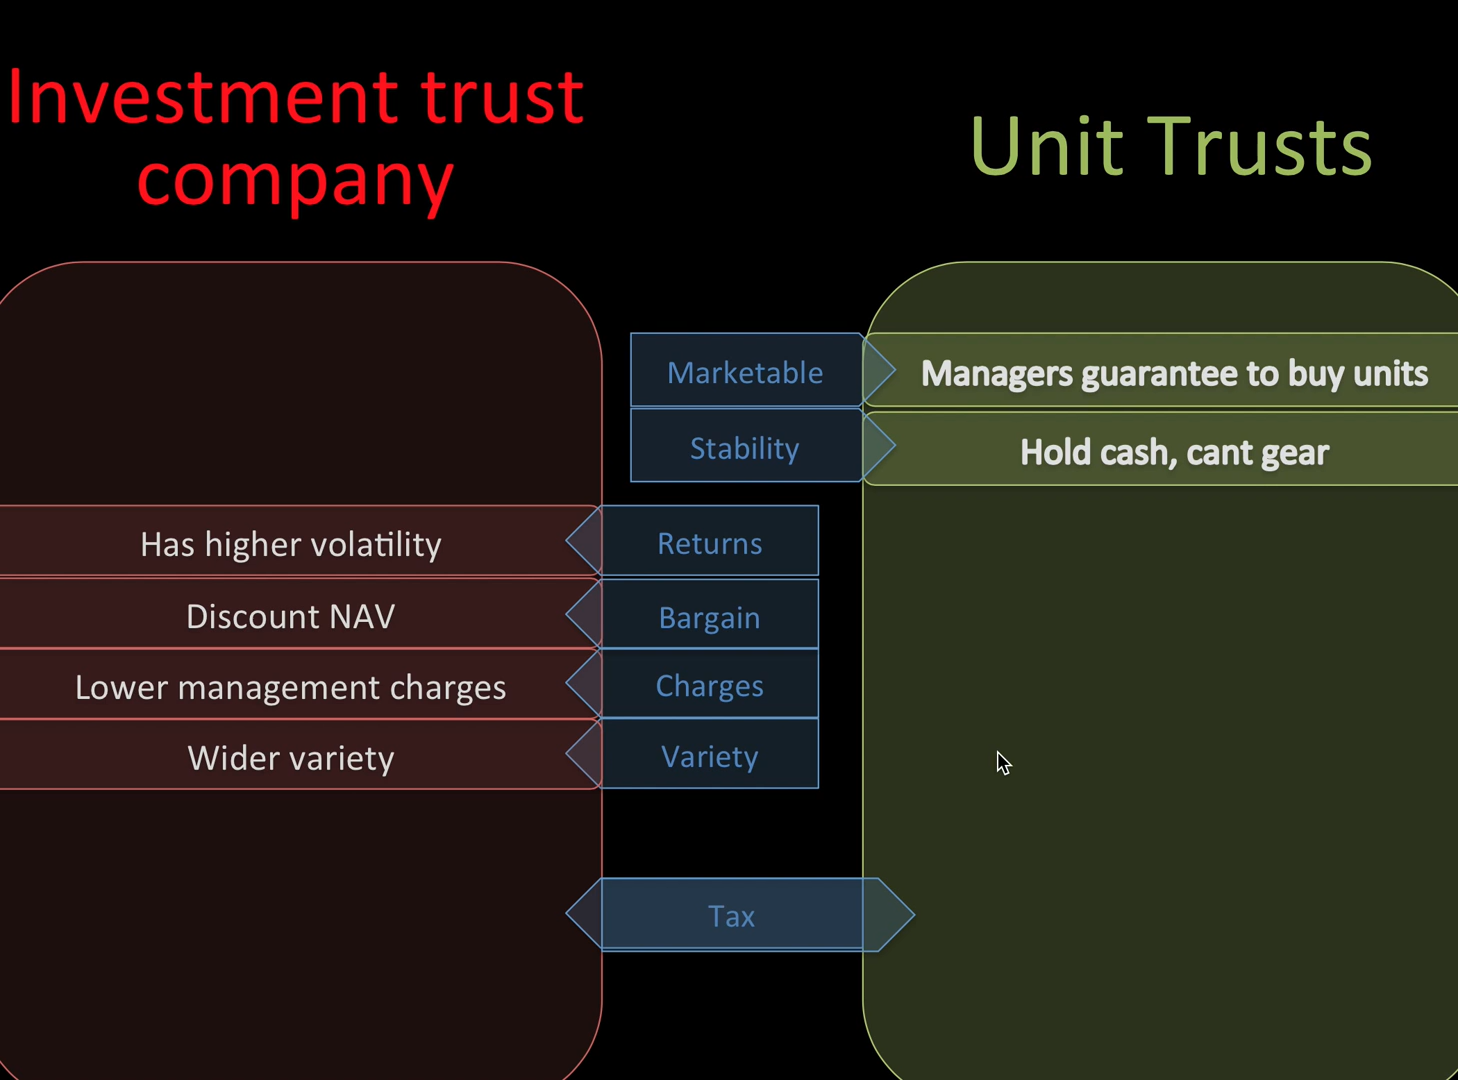 Investment trust
company
Unit Trusts
Marketable
Managers guarantee to buy units
Stability
Hold cash, cant gear
Has higher volatility
Returns
Discount NAV
Bargain
Lower management charges
Charges
Wider variety
Variety
Tax